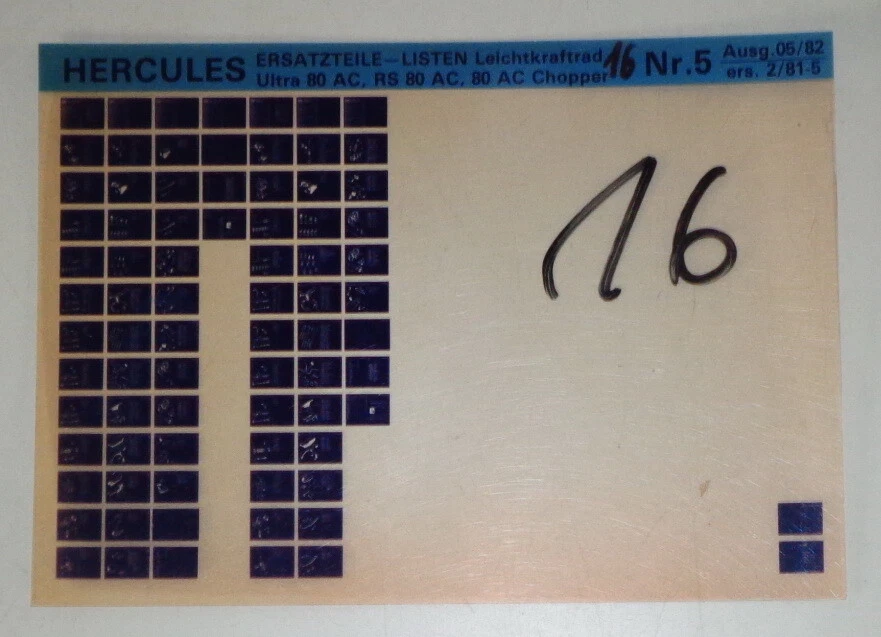 HERCULES
ERSATZTEILE-LISTEN Leichtkraftrad
Ultra 80 AC, RS 80 AC, 80 AC Chopper
16
Nr.5
Ausg.05/82
ers. 2/81-5
16